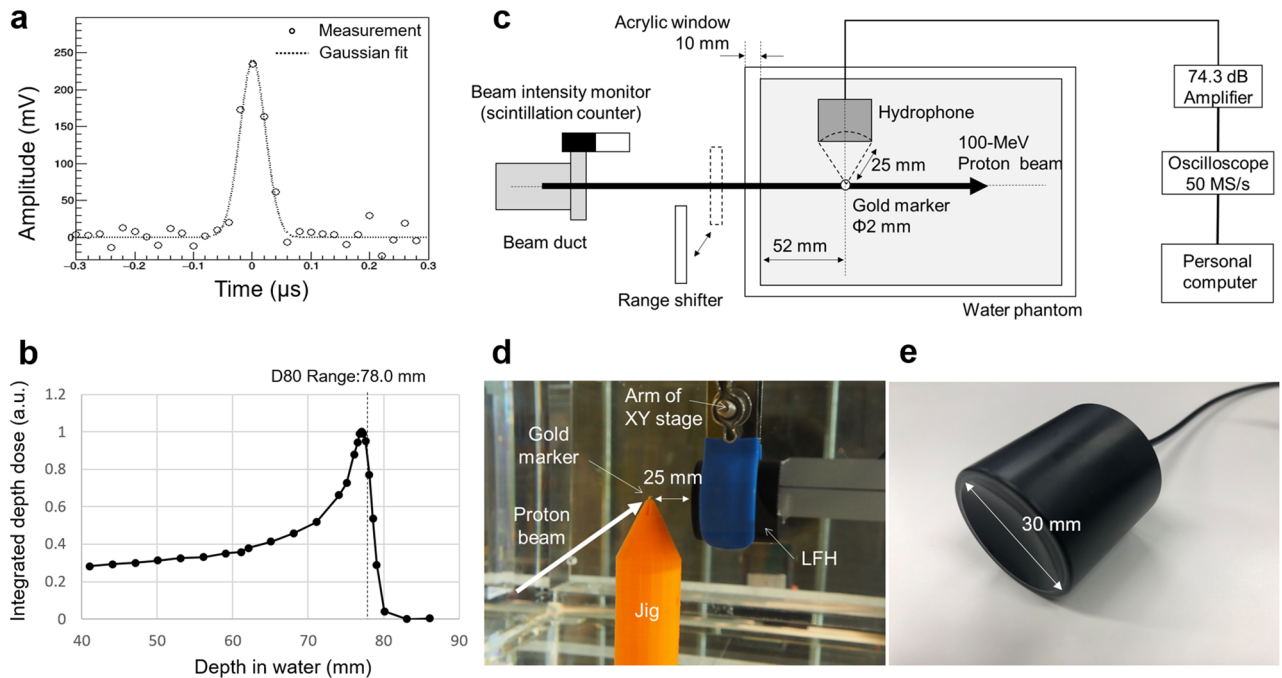 a
Measurement
Gaussian fit
Amplitude (mV)
250
200
150
100
50
0
−0.3
−0.2
−0.1
0
0.1
0.2
0.3
Time (μs)
b
D80 Range:78.0 mm
Integrated depth dose (a.u.)
1.2
1
0.8
0.6
0.4
0.2
0
40
50
60
70
80
90
Depth in water (mm)
c
Acrylic window
10 mm
Beam intensity monitor
(scintillation counter)
Hydrophone
25 mm
100-MeV
Proton beam
Gold marker
Φ2 mm
52 mm
Beam duct
Range shifter
Water phantom
74.3 dB
Amplifier
Oscilloscope
50 MS/s
Personal
computer
d
Arm of
XY stage
Gold
marker
25 mm
Proton
beam
LFH
Jig
e
30 mm